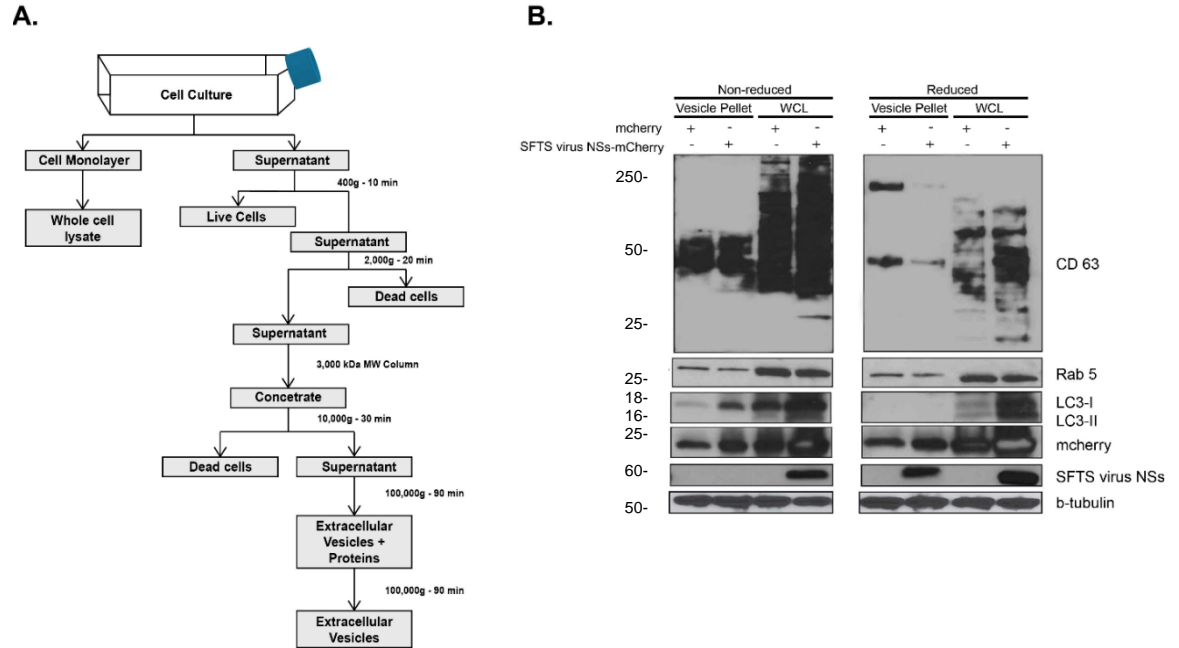 A.
Cell Culture
Cell Monolayer
Supernatant
400g - 10 min
Whole cell
lysate
Live Cells
Supernatant
2,000g - 20 min
Dead cells
Supernatant
3,000 kDa MW Column
Concetrate
10,000g - 30 min
Dead cells
Supernatant
100,000g - 90 min
Extracellular
Vesicles +
Proteins
100,000g - 90 min
Extracellular
Vesicles
B.
Non-reduced
Reduced
Vesicle Pellet WCL
Vesicle Pellet WCL
mcherry + - + - + - + -
SFTS virus NSs-mCherry - + - + - + - +
250-
50-
CD 63
25-
25-
Rab 5
18-
LC3-I
16-
LC3-II
25-
mcherry
60-
SFTS virus NSs
50-
b-tubulin